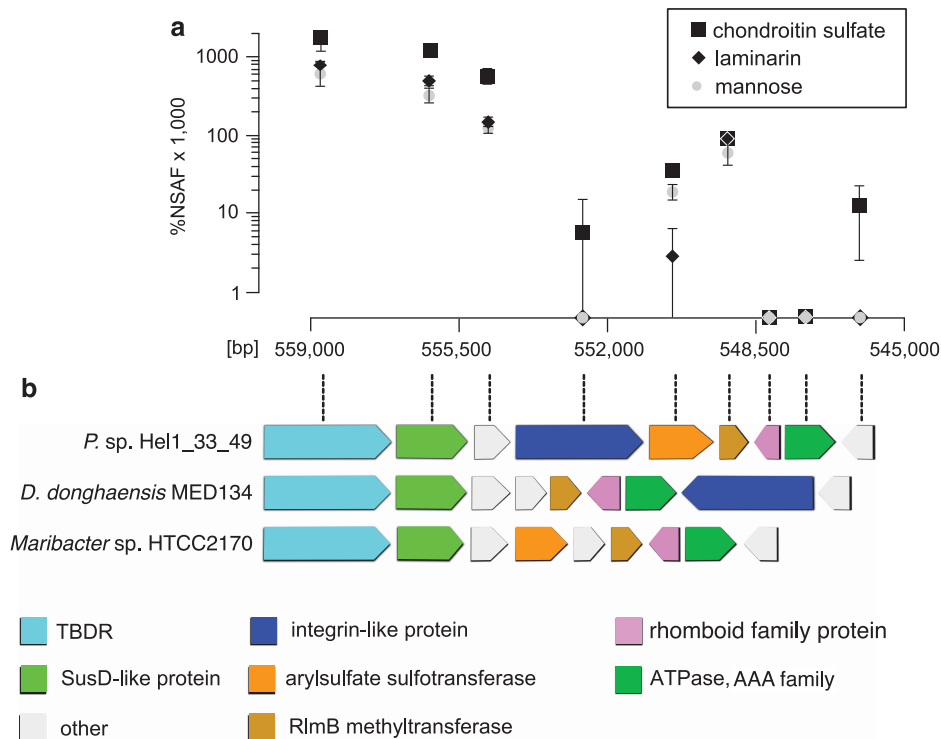 a
%NSAF x 1,000
1000
100
10
1
chondroitin sulfate
laminarin
mannose
[bp]
559,000
555,500
552,000
548,500
545,000
b
P. sp. Hel1_33_49
D. donghaensis MED134
Maribacter sp. HTCC2170
TBDR
integrin-like protein
rhomboid family protein
SusD-like protein
arylsulfate sulfotransferase
ATPase, AAA family
other
RlmB methyltransferase